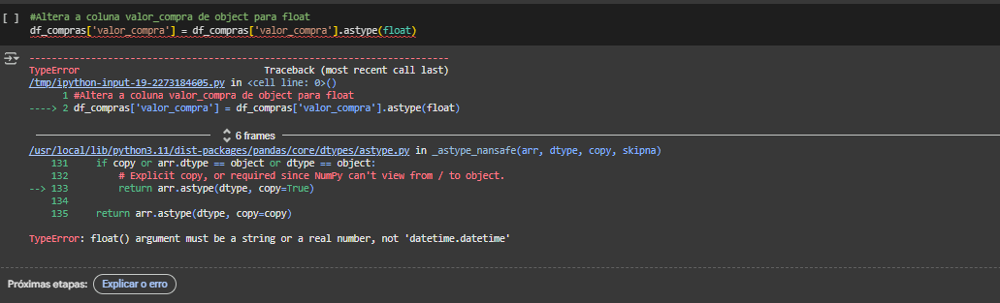 [ ] #Altera a coluna valor_compra de object para float
df_compras['valor_compra'] = df_compras['valor_compra'].astype(float)
---------------------------------------------------------------------------
TypeError                                 Traceback (most recent call last)
/tmp/ipython-input-19-2273184605.py in <cell line: 0>()
      1 #Altera a coluna valor_compra de object para float
----> 2 df_compras['valor_compra'] = df_compras['valor_compra'].astype(float)
6 frames
/usr/local/lib/python3.11/dist-packages/pandas/core/dtypes/astype.py in _astype_nansafe(arr, dtype, copy, skipna)
    131     if copy or arr.dtype == object or dtype == object:
    132         # Explicit copy, or required since NumPy can't view from / to object.
--> 133         return arr.astype(dtype, copy=True)
    134
    135     return arr.astype(dtype, copy=copy)
TypeError: float() argument must be a string or a real number, not 'datetime.datetime'
Próximas etapas: Explicar o erro